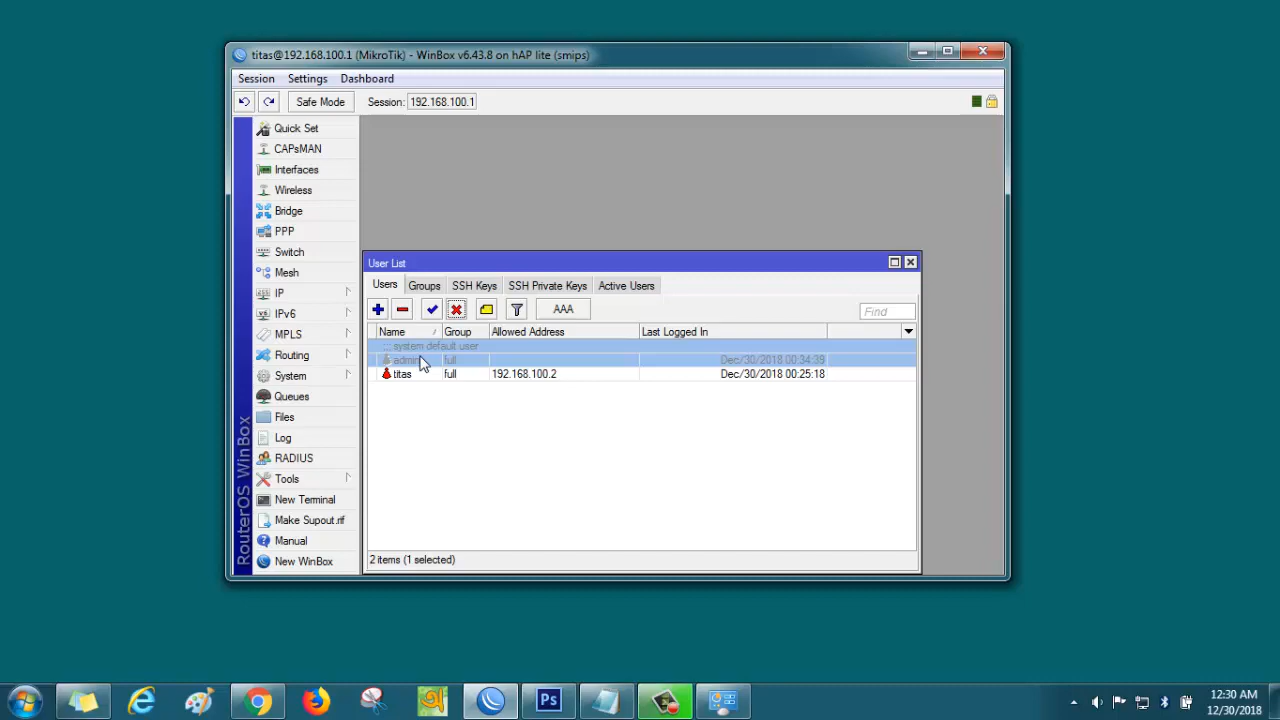 titas@192.168.100.1 (MikroTik) - WinBox v6.43.8 on hAP lite (smips)
Session Settings Dashboard
Safe Mode Session: 192.168.100.1
Quick Set
CAPsMAN
Interfaces
Wireless
Bridge
PPP
Switch
Mesh
IP
IPv6
MPLS
Routing
System
Queues
Files
Log
RADIUS
Tools
New Terminal
Make Supout.rif
Manual
New WinBox
RouterOS WinBox
User List
Users Groups SSH Keys SSH Private Keys Active Users
AAA Find
Name Group Allowed Address Last Logged In
::: system default user
admin full Dec/30/2018 00:34:39
titas full 192.168.100.2 Dec/30/2018 00:25:18
2 items (1 selected)
Ps
12:30 AM
12/30/2018